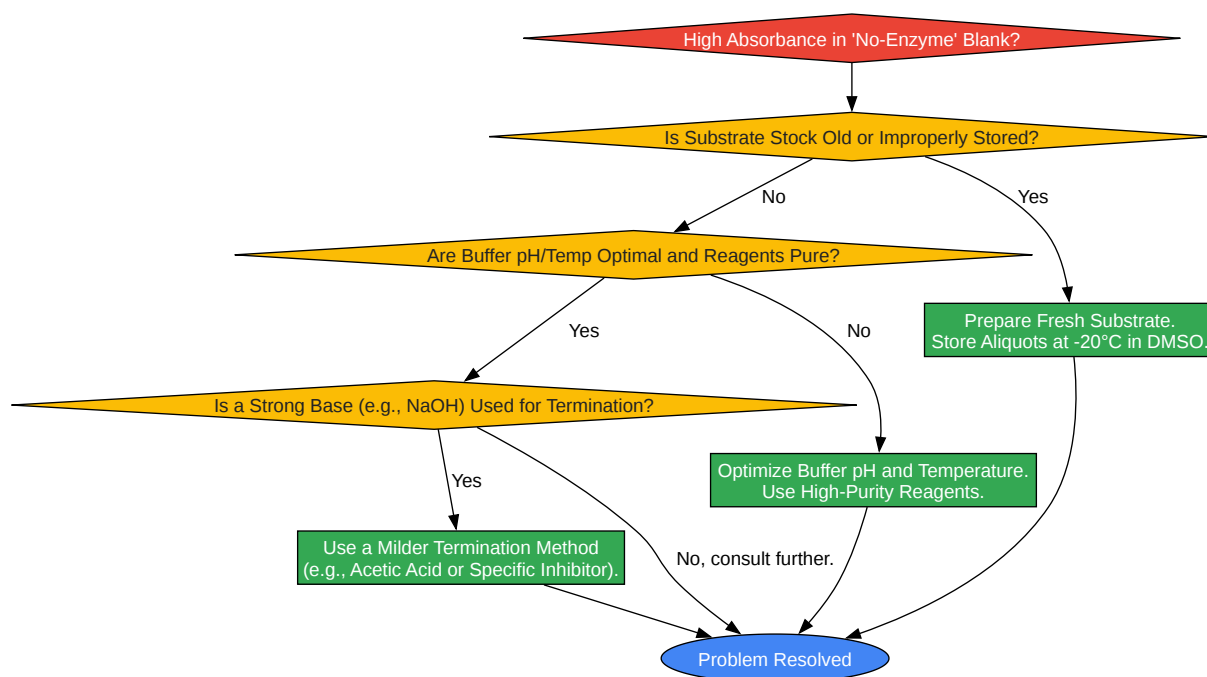 High Absorbance in 'No-Enzyme' Blank?
Is Substrate Stock Old or Improperly Stored?
No
Yes
Are Buffer pH/Temp Optimal and Reagents Pure?
Prepare Fresh Substrate.
Store Aliquots at -20°C in DMSO.
Yes
No
Is a Strong Base (e.g., NaOH) Used for Termination?
Optimize Buffer pH and Temperature.
Use High-Purity Reagents.
Yes
Use a Milder Termination Method
(e.g., Acetic Acid or Specific Inhibitor).
No, consult further.
Problem Resolved